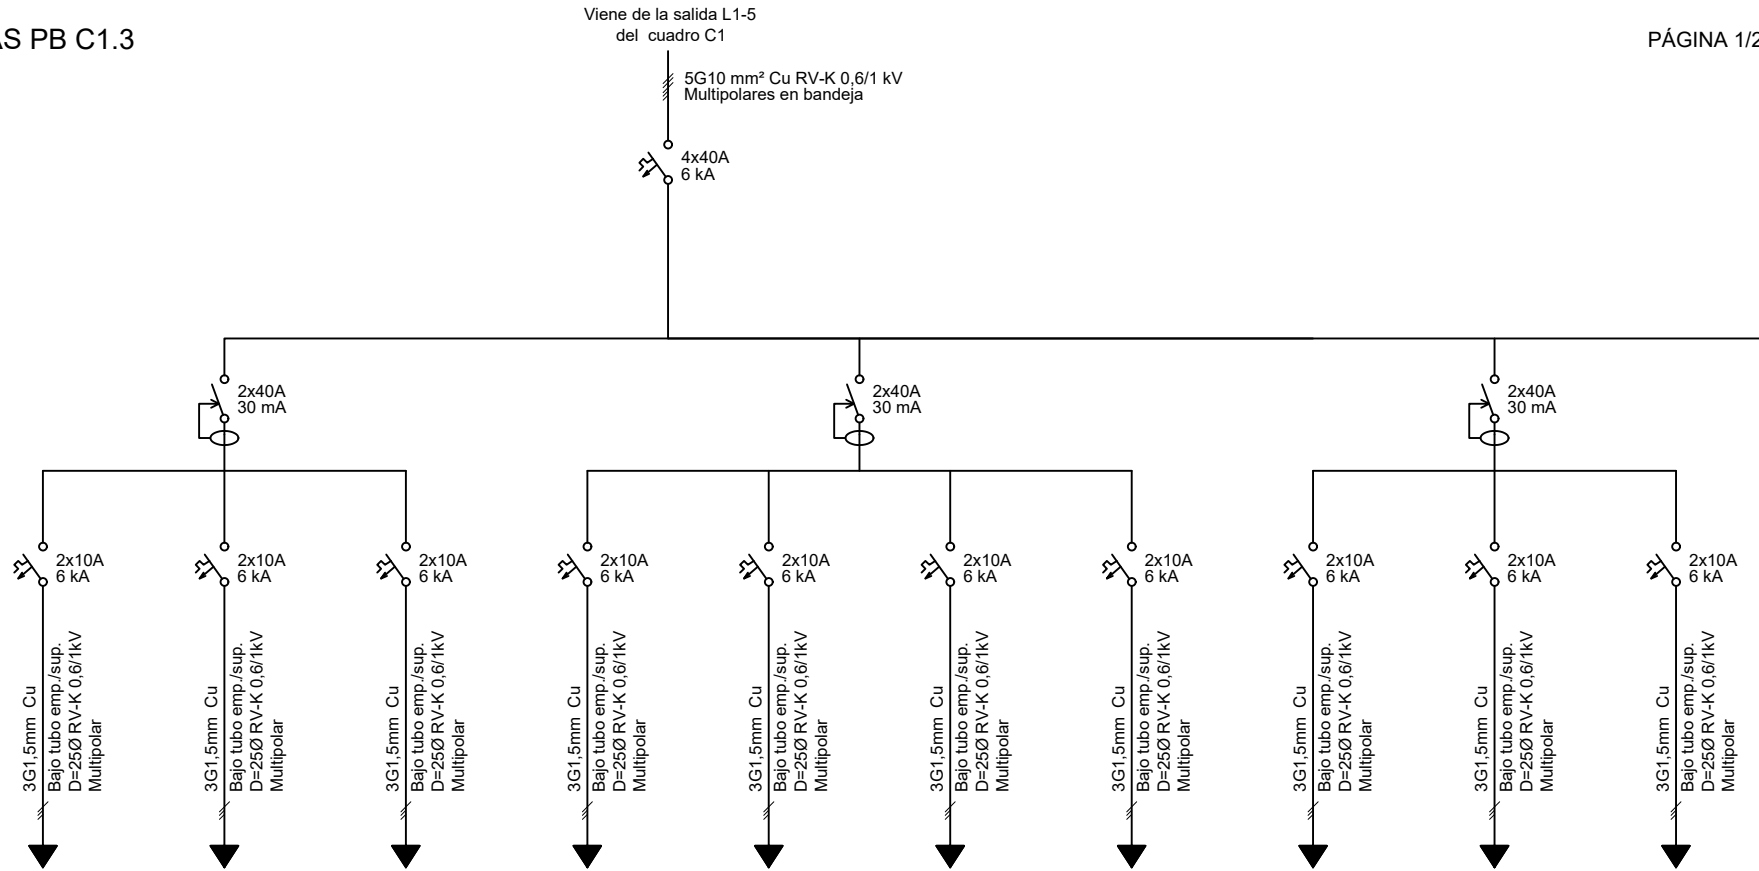 Viene de la salida L1-5
del cuadro C1
PB C1.3
PÁGINA 1/2
5G10 mm² Cu RV-K 0,6/1 kV
Multipolares en bandeja
4x40A
6 kA
2x40A
30 mA
2x40A
30 mA
2x40A
30 mA
2x10A
6 kA
2x10A
6 kA
2x10A
6 kA
2x10A
6 kA
2x10A
6 kA
2x10A
6 kA
2x10A
6 kA
2x10A
6 kA
2x10A
6 kA
2x10A
6 kA
3G1,5mm Cu
Bajo tubo emp./sup.
D=25Ø RV-K 0,6/1kV
Multipolar
3G1,5mm Cu
Bajo tubo emp./sup.
D=25Ø RV-K 0,6/1kV
Multipolar
3G1,5mm Cu
Bajo tubo emp./sup.
D=25Ø RV-K 0,6/1kV
Multipolar
3G1,5mm Cu
Bajo tubo emp./sup.
D=25Ø RV-K 0,6/1kV
Multipolar
3G1,5mm Cu
Bajo tubo emp./sup.
D=25Ø RV-K 0,6/1kV
Multipolar
3G1,5mm Cu
Bajo tubo emp./sup.
D=25Ø RV-K 0,6/1kV
Multipolar
3G1,5mm Cu
Bajo tubo emp./sup.
D=25Ø RV-K 0,6/1kV
Multipolar
3G1,5mm Cu
Bajo tubo emp./sup.
D=25Ø RV-K 0,6/1kV
Multipolar
3G1,5mm Cu
Bajo tubo emp./sup.
D=25Ø RV-K 0,6/1kV
Multipolar
3G1,5mm Cu
Bajo tubo emp./sup.
D=25Ø RV-K 0,6/1kV
Multipolar